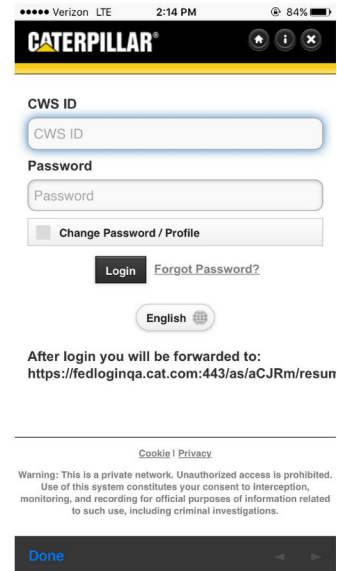 Verizon LTE 2:14 PM 84%
CATERPILLAR®
CWS ID
CWS ID
Password
Password
Change Password / Profile
Login Forgot Password?
English
After login you will be forwarded to:
https://fedloginqa.cat.com:443/as/aCJRm/resum
Cookie | Privacy
Warning: This is a private network. Unauthorized access is prohibited.
Use of this system constitutes your consent to interception,
monitoring, and recording for official purposes of information related
to such use, including criminal investigations.
Done